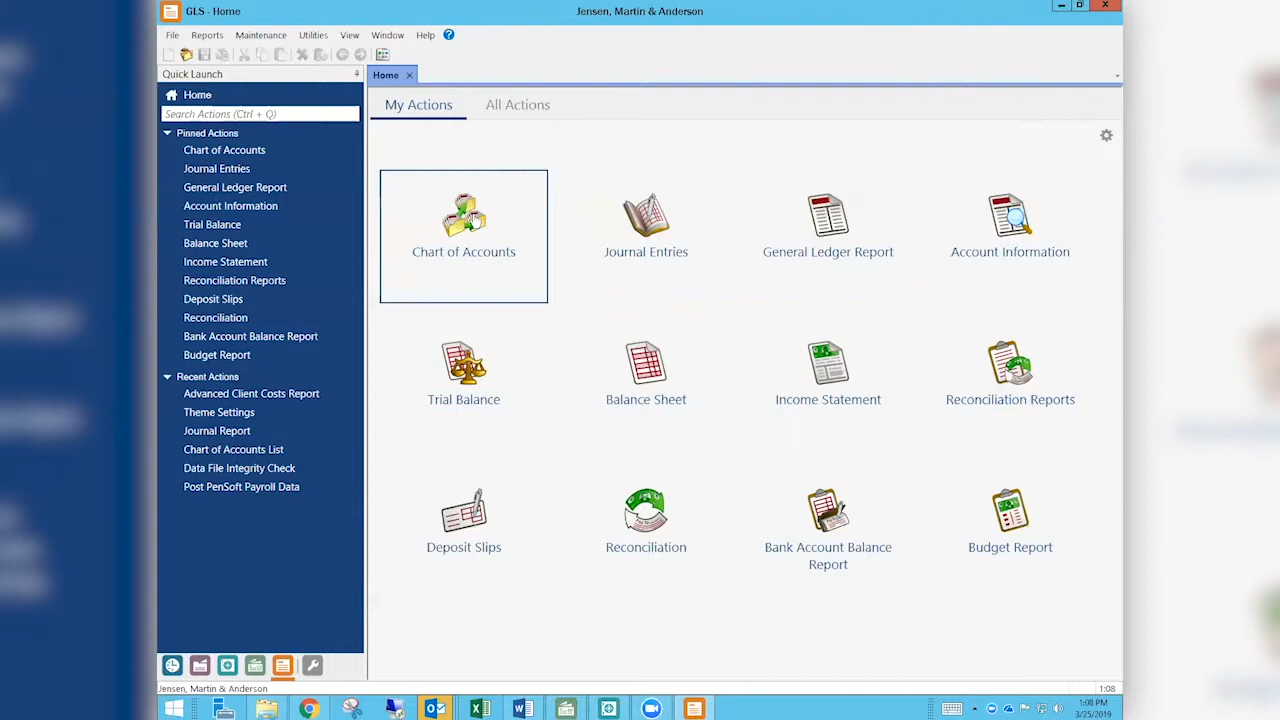 GLS - Home
Jensen, Martin & Anderson
File Reports Maintenance Utilities View Window Help
Quick Launch
Home
Search Actions (Ctrl + Q)
Pinned Actions
Chart of Accounts
Journal Entries
General Ledger Report
Account Information
Trial Balance
Balance Sheet
Income Statement
Reconciliation Reports
Deposit Slips
Reconciliation
Bank Account Balance Report
Budget Report
Recent Actions
Advanced Client Costs Report
Theme Settings
Journal Report
Chart of Accounts List
Data File Integrity Check
Post PenSoft Payroll Data
Home
My Actions All Actions
Chart of Accounts
Journal Entries
General Ledger Report
Account Information
Trial Balance
Balance Sheet
Income Statement
Reconciliation Reports
Deposit Slips
Reconciliation
Bank Account Balance
Report
Budget Report
Jensen, Martin & Anderson
1:08
1:08 PM
3/25/2019